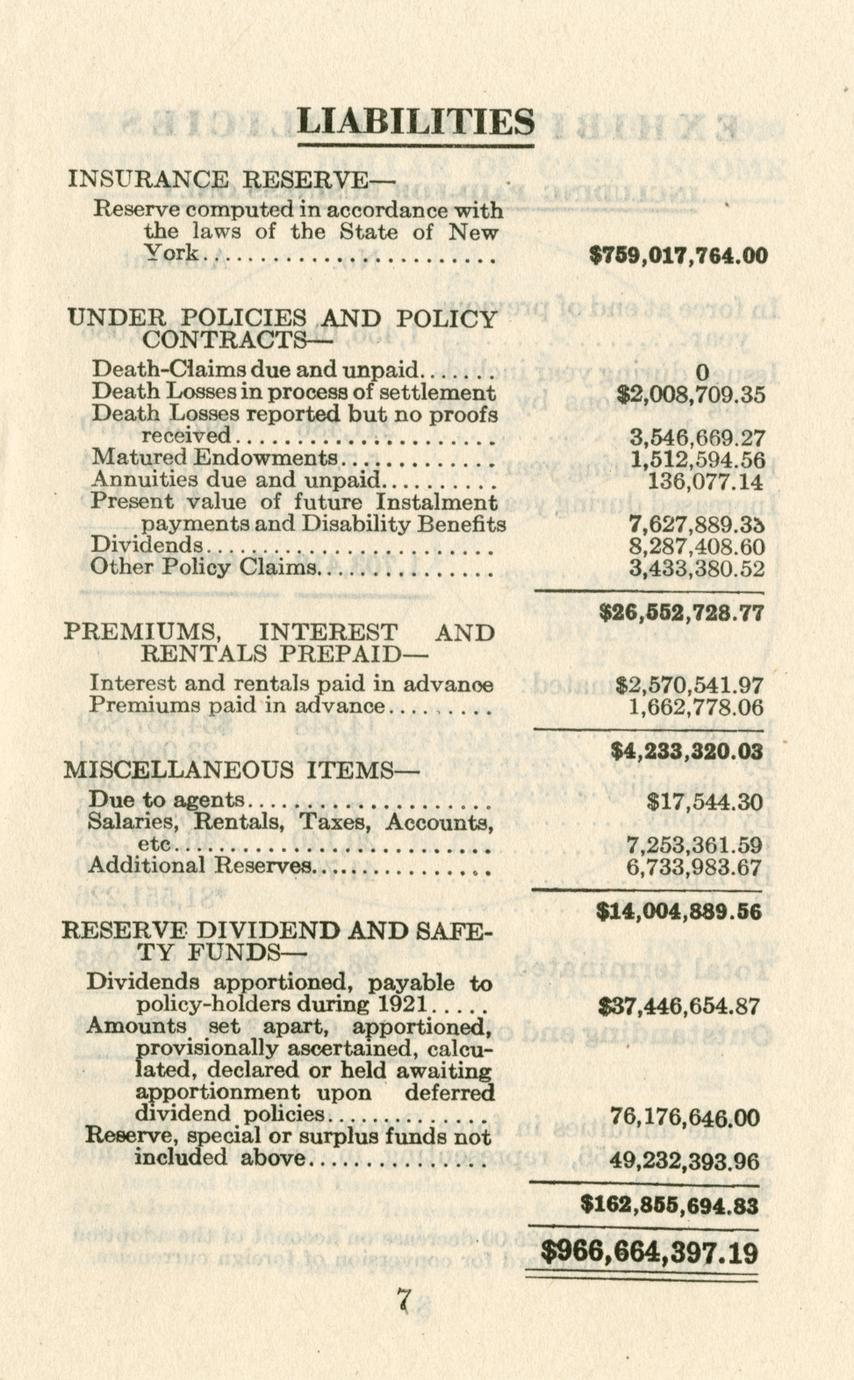 LIABILITIES
INSURANCE RESERVE—
Reserve computed in accordance with
the laws of the State of New
York........................ $759,017,764.00
UNDER POLICIES AND POLICY
CONTRACTS—
Death-Claims due and unpaid....... 0
Death Losses in process of settlement $2,008,709.35
Death Losses reported but no proofs
received...................... 3,546,669.27
Matured Endowments............. 1,512,594.56
Annuities due and unpaid.......... 136,077.14
Present value of future Instalment
payments and Disability Benefits 7,627,889.33
Dividends........................ 8,287,408.60
Other Policy Claims............... 3,433,380.52
$26,552,728.77
PREMIUMS, INTEREST AND
RENTALS PREPAID—
Interest and rentals paid in advance $2,570,541.97
Premiums paid in advance......... 1,662,778.06
$4,233,320.03
MISCELLANEOUS ITEMS—
Due to agents.................... $17,544.30
Salaries, Rentals, Taxes, Accounts,
etc.......................... 7,253,361.59
Additional Reserves............... 6,733,983.67
$14,004,889.56
RESERVE DIVIDEND AND SAFE-
TY FUNDS—
Dividends apportioned, payable to
policy-holders during 1921..... $37,446,654.87
Amounts set apart, apportioned,
provisionally ascertained, calcu-
lated, declared or held awaiting
apportionment upon deferred
dividend policies.............. 76,176,646.00
Reserve, special or surplus funds not
included above................ 49,232,393.96
$162,855,694.83
$966,664,397.19
7